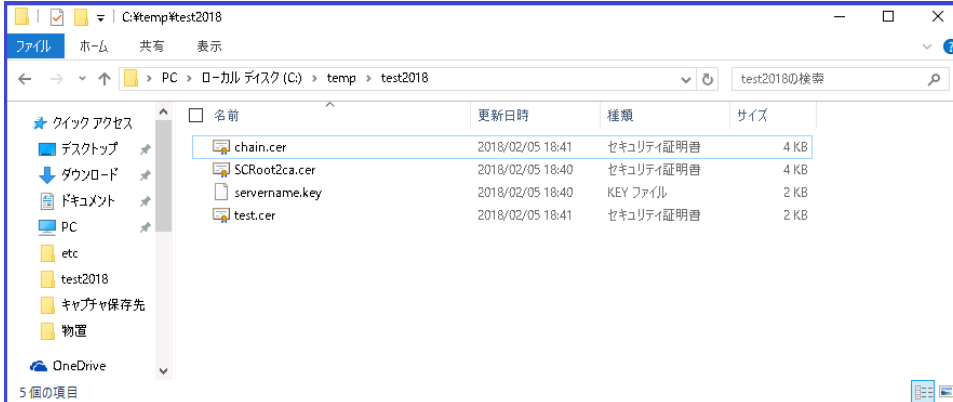 C:¥temp¥test2018
ファイル ホーム 共有 表示
PC > ローカル ディスク (C:) > temp > test2018
test2018の検索
クイック アクセス
デスクトップ
ダウンロード
ドキュメント
PC
etc
test2018
キャプチャ保存先
物置
OneDrive
名前 更新日時 種類 サイズ
chain.cer 2018/02/05 18:41 セキュリティ証明書 4 KB
SCRoot2ca.cer 2018/02/05 18:40 セキュリティ証明書 4 KB
servername.key 2018/02/05 18:40 KEY ファイル 2 KB
test.cer 2018/02/05 18:41 セキュリティ証明書 2 KB
5 個の項目